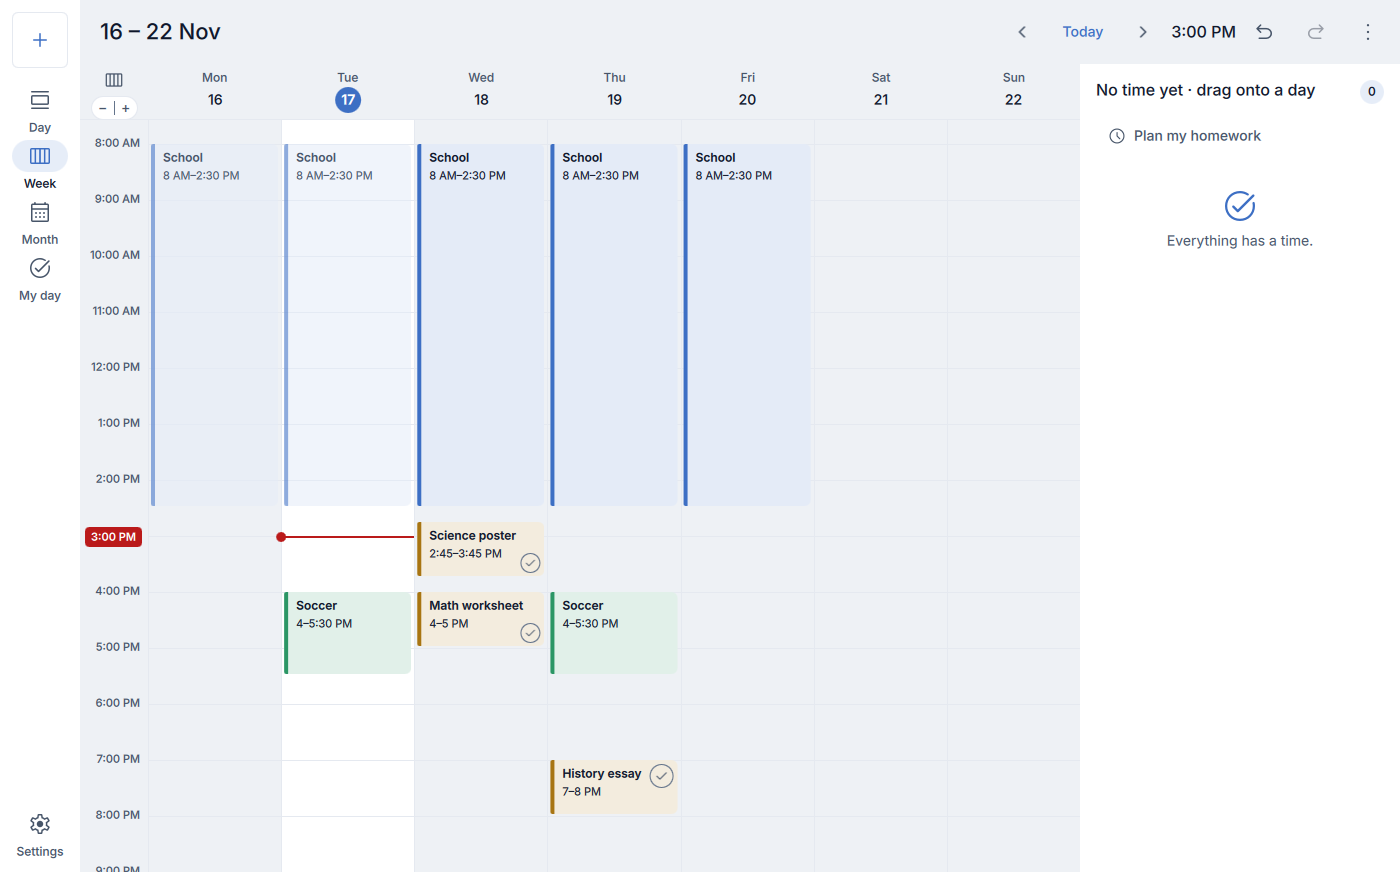 16 – 22 Nov
Today
3:00 PM
Day
Week
Month
My day
Settings
Mon
16
Tue
17
Wed
18
Thu
19
Fri
20
Sat
21
Sun
22
8:00 AM
9:00 AM
10:00 AM
11:00 AM
12:00 PM
1:00 PM
2:00 PM
3:00 PM
4:00 PM
5:00 PM
6:00 PM
7:00 PM
8:00 PM
9:00 PM
School
8 AM–2:30 PM
School
8 AM–2:30 PM
Soccer
4–5:30 PM
School
8 AM–2:30 PM
Science poster
2:45–3:45 PM
Math worksheet
4–5 PM
School
8 AM–2:30 PM
Soccer
4–5:30 PM
History essay
7–8 PM
School
8 AM–2:30 PM
No time yet · drag onto a day
0
Plan my homework
Everything has a time.